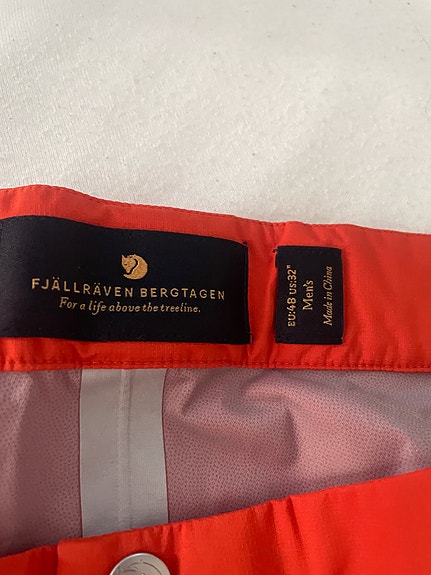 FJÄLLRÄVEN BERGTAGEN
For a life above the treeline.
EU:48 US:32"
Men's
Made in China